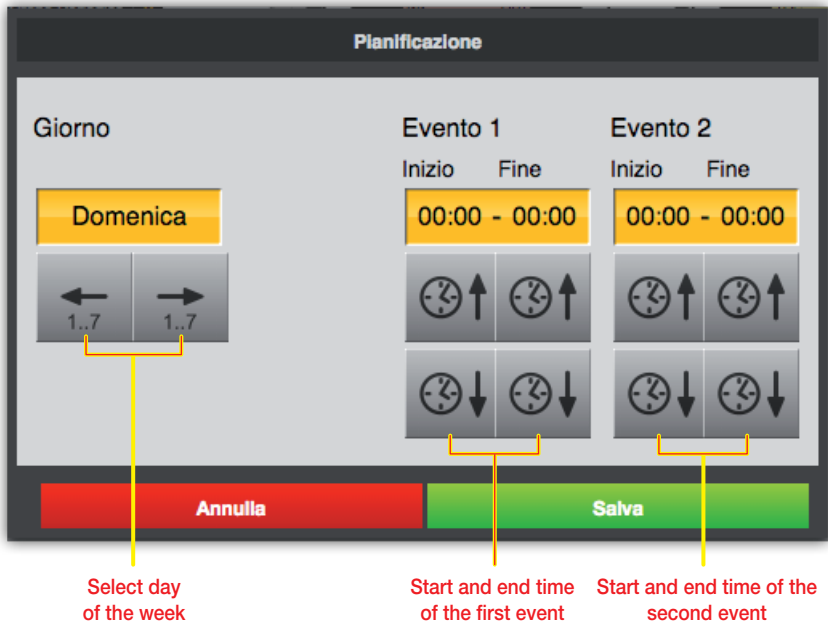 Pianificazione
Giorno
Evento 1
Evento 2
Inizio Fine
Inizio Fine
Domenica
00:00 - 00:00
00:00 - 00:00
1..7
1..7
Annulla
Salva
Select day
of the week
Start and end time
of the first event
Start and end time of the
second event